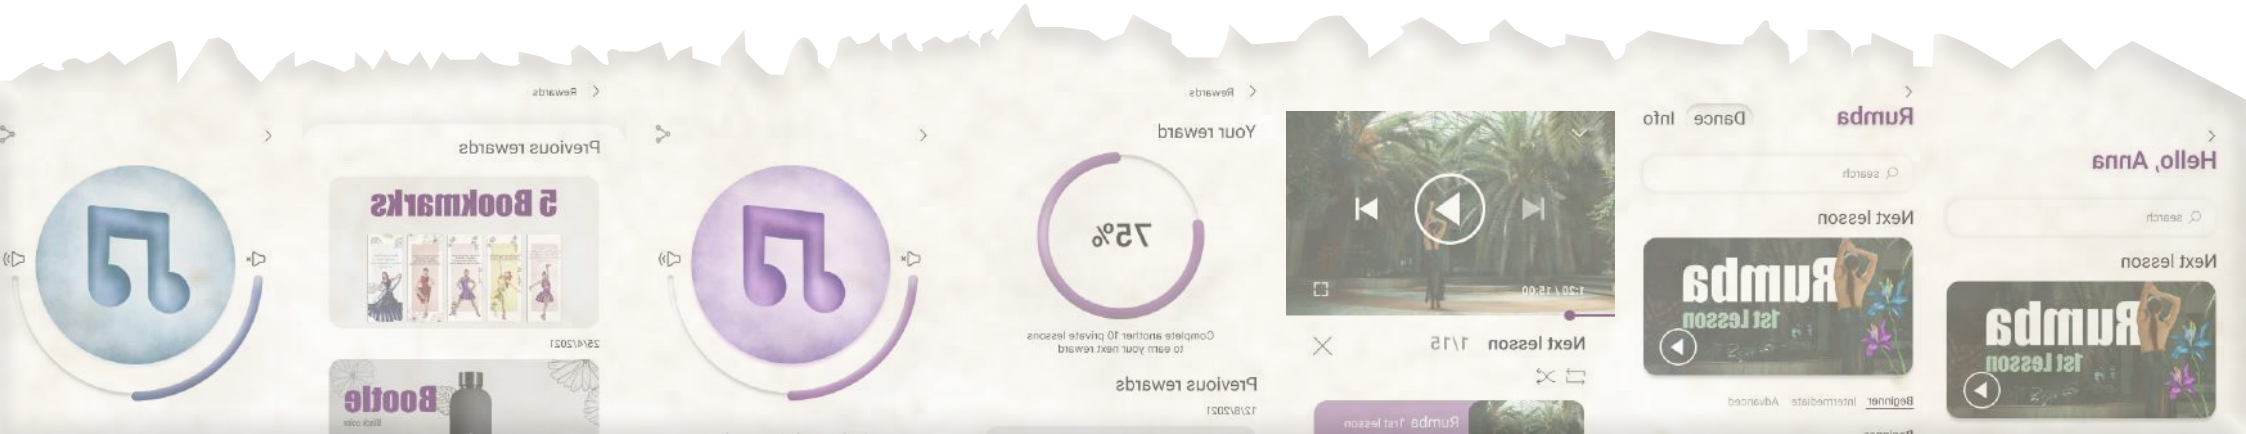 Hello, Anna
search
Next lesson
Rumba
1st Lesson
Rumba
Dance Info
search
Next lesson
Rumba
1st Lesson
Beginner Intermediate Advanced
1:20 / 15:00
Next lesson 1/15
Rumba 1rst lesson
Rewards
Your reward
75%
Complete another 10 private lessons
to earn your next reward
Previous rewards
12/8/2021
Rewards
Previous rewards
5 Bookmarks
25/4/2021
Bootle
Black color